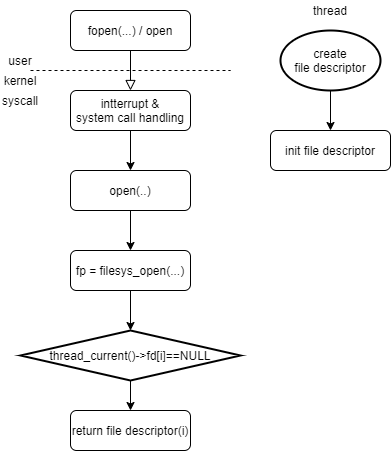 thread
fopen(...) / open
create
file descriptor
user
kernel
syscall
intterrupt &
system call handling
init file descriptor
open(..)
fp = filesys_open(...)
thread_current()->fd[i]==NULL
return file descriptor(i)